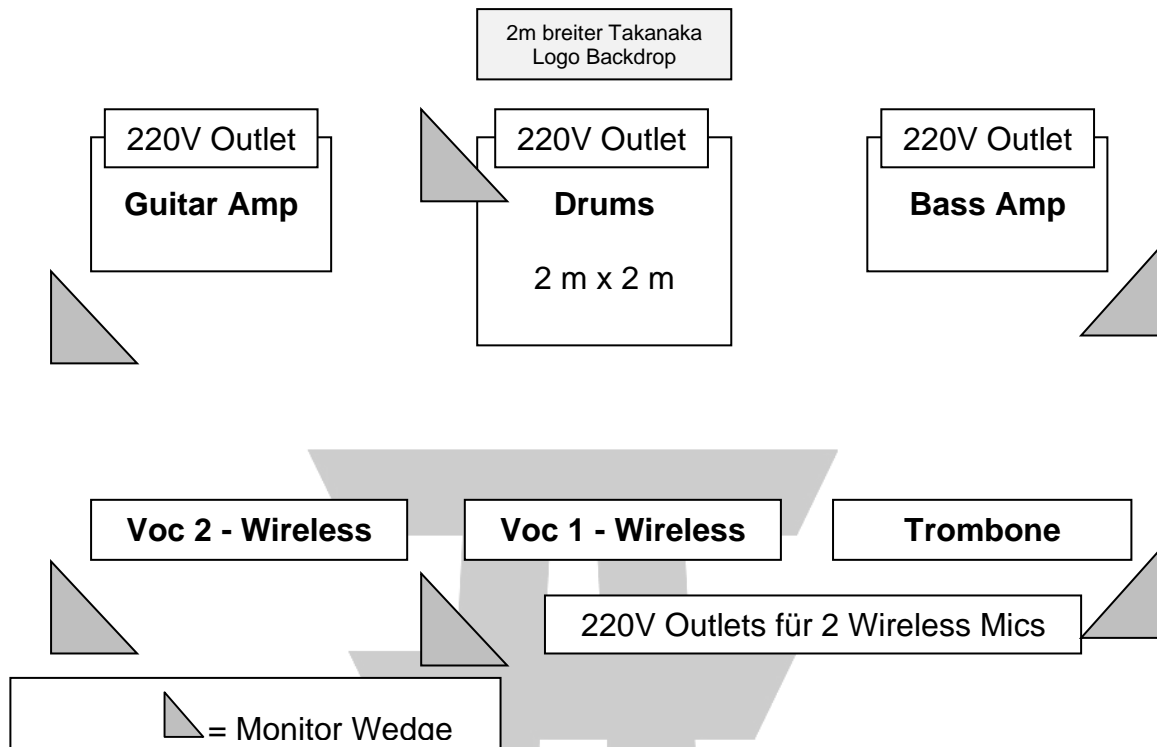 2m breiter Takanaka
Logo Backdrop
220V Outlet
220V Outlet
220V Outlet
Guitar Amp
Drums
Bass Amp
2 m x 2 m
Voc 2 - Wireless
Voc 1 - Wireless
Trombone
220V Outlets für 2 Wireless Mics
= Monitor Wedge